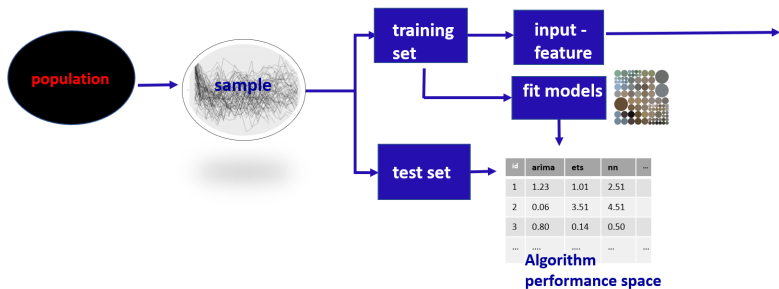 population
sample
training
set
input -
feature
fit models
test set
id arima ets nn ...
1 1.23 1.01 2.51
2 0.06 3.51 4.51
3 0.80 0.14 0.50
... .... ... ... ...
Algorithm
performance space